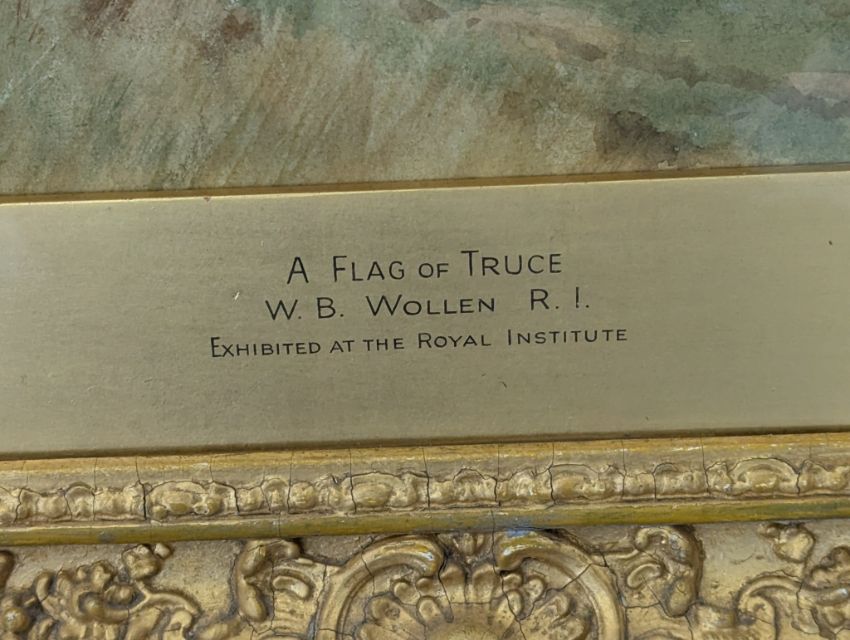 A FLAG OF TRUCE
W. B. WOLLEN R. I.
EXHIBITED AT THE ROYAL INSTITUTE